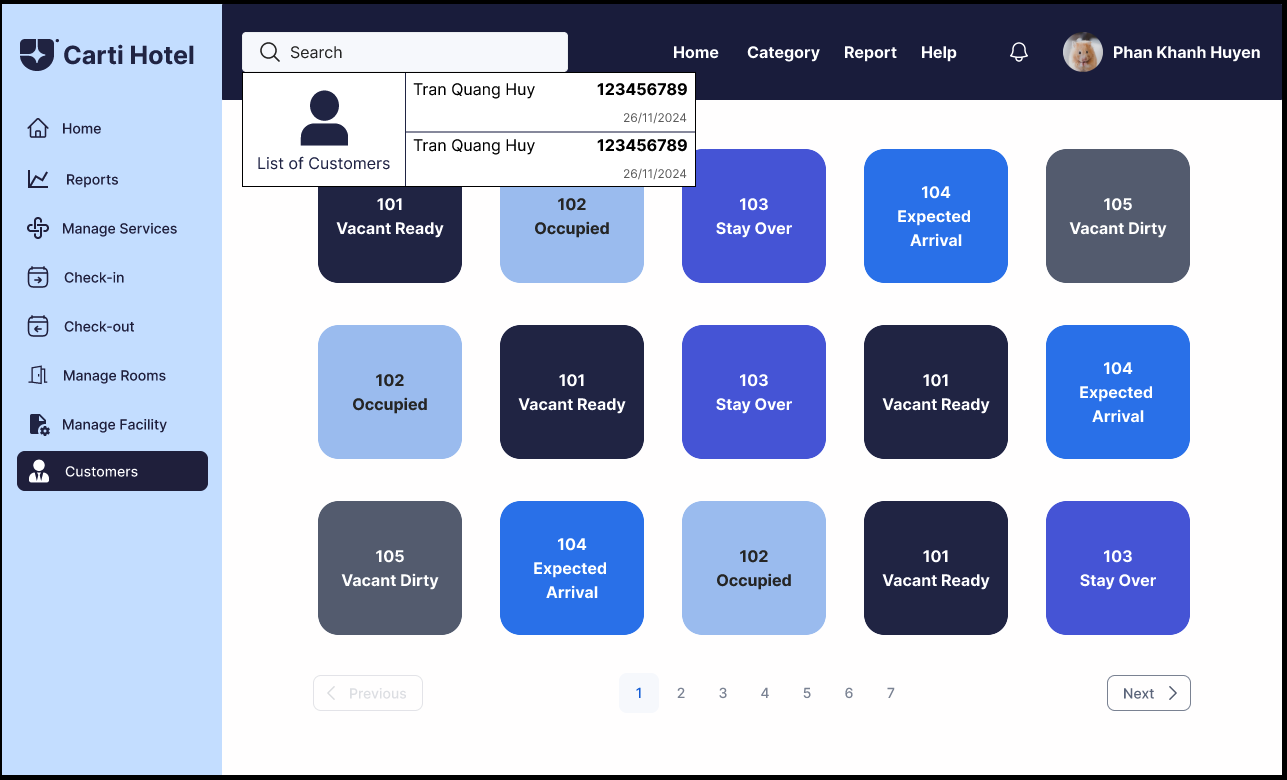 Carti Hotel
Search
Home Category Report Help
Phan Khanh Huyen
Home
Reports
Manage Services
Check-in
Check-out
Manage Rooms
Manage Facility
Customers
List of Customers
Tran Quang Huy 123456789
26/11/2024
Tran Quang Huy 123456789
26/11/2024
101
Vacant Ready
102
Occupied
103
Stay Over
104
Expected
Arrival
105
Vacant Dirty
102
Occupied
101
Vacant Ready
103
Stay Over
101
Vacant Ready
104
Expected
Arrival
105
Vacant Dirty
104
Expected
Arrival
102
Occupied
101
Vacant Ready
103
Stay Over
Previous 1 2 3 4 5 6 7 Next